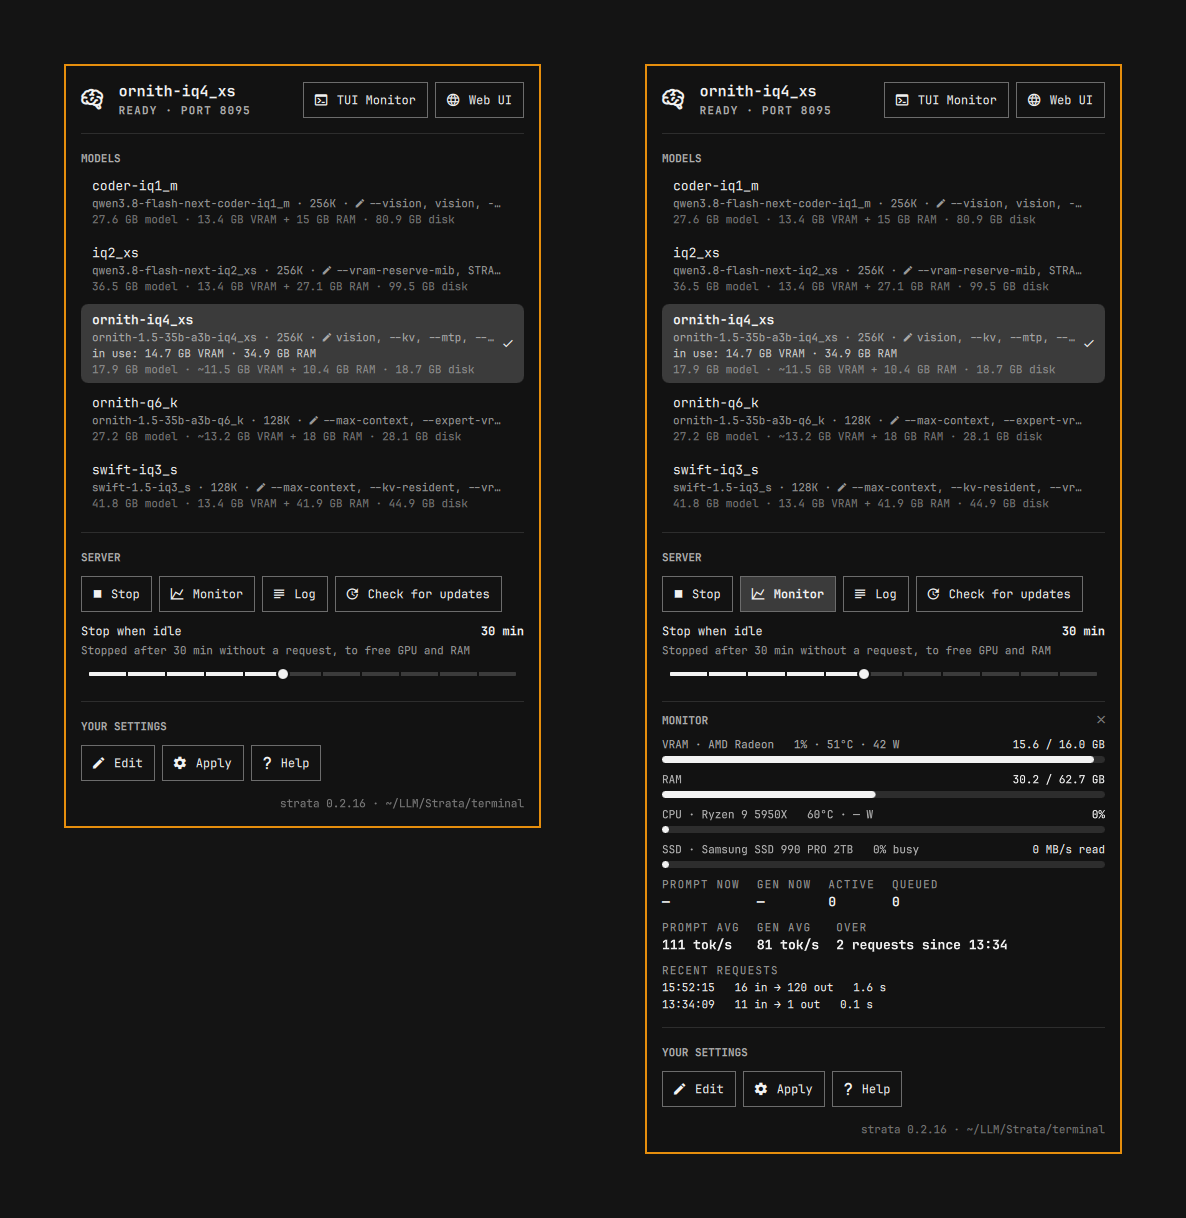 ornith-iq4_xs
READY · PORT 8095
TUI Monitor
Web UI
MODELS
coder-iq1_m
qwen3.8-flash-next-coder-iq1_m · 256K · --vision, vision, -…
27.6 GB model · 13.4 GB VRAM + 15 GB RAM · 80.9 GB disk
iq2_xs
qwen3.8-flash-next-iq2_xs · 256K · --vram-reserve-mib, STRA…
36.5 GB model · 13.4 GB VRAM + 27.1 GB RAM · 99.5 GB disk
ornith-iq4_xs
ornith-1.5-35b-a3b-iq4_xs · 256K · vision, --kv, --mtp, --…
in use: 14.7 GB VRAM · 34.9 GB RAM
17.9 GB model · ~11.5 GB VRAM + 10.4 GB RAM · 18.7 GB disk
ornith-q6_k
ornith-1.5-35b-a3b-q6_k · 128K · --max-context, --expert-vr…
27.2 GB model · ~13.2 GB VRAM + 18 GB RAM · 28.1 GB disk
swift-iq3_s
swift-1.5-iq3_s · 128K · --max-context, --kv-resident, --vr…
41.8 GB model · 13.4 GB VRAM + 41.9 GB RAM · 44.9 GB disk
SERVER
Stop
Monitor
Log
Check for updates
Stop when idle 30 min
Stopped after 30 min without a request, to free GPU and RAM
YOUR SETTINGS
Edit
Apply
? Help
strata 0.2.16 · ~/LLM/Strata/terminal
ornith-iq4_xs
READY · PORT 8095
TUI Monitor
Web UI
MODELS
coder-iq1_m
qwen3.8-flash-next-coder-iq1_m · 256K · --vision, vision, -…
27.6 GB model · 13.4 GB VRAM + 15 GB RAM · 80.9 GB disk
iq2_xs
qwen3.8-flash-next-iq2_xs · 256K · --vram-reserve-mib, STRA…
36.5 GB model · 13.4 GB VRAM + 27.1 GB RAM · 99.5 GB disk
ornith-iq4_xs
ornith-1.5-35b-a3b-iq4_xs · 256K · vision, --kv, --mtp, --…
in use: 14.7 GB VRAM · 34.9 GB RAM
17.9 GB model · ~11.5 GB VRAM + 10.4 GB RAM · 18.7 GB disk
ornith-q6_k
ornith-1.5-35b-a3b-q6_k · 128K · --max-context, --expert-vr…
27.2 GB model · ~13.2 GB VRAM + 18 GB RAM · 28.1 GB disk
swift-iq3_s
swift-1.5-iq3_s · 128K · --max-context, --kv-resident, --vr…
41.8 GB model · 13.4 GB VRAM + 41.9 GB RAM · 44.9 GB disk
SERVER
Stop
Monitor
Log
Check for updates
Stop when idle 30 min
Stopped after 30 min without a request, to free GPU and RAM
MONITOR
VRAM · AMD Radeon 1% · 51°C · 42 W 15.6 / 16.0 GB
RAM 30.2 / 62.7 GB
CPU · Ryzen 9 5950X 60°C · — W 0%
SSD · Samsung SSD 990 PRO 2TB 0% busy 0 MB/s read
PROMPT NOW GEN NOW ACTIVE QUEUED
— — 0 0
PROMPT AVG GEN AVG OVER
111 tok/s 81 tok/s 2 requests since 13:34
RECENT REQUESTS
15:52:15 16 in → 120 out 1.6 s
13:34:09 11 in → 1 out 0.1 s
YOUR SETTINGS
Edit
Apply
? Help
strata 0.2.16 · ~/LLM/Strata/terminal